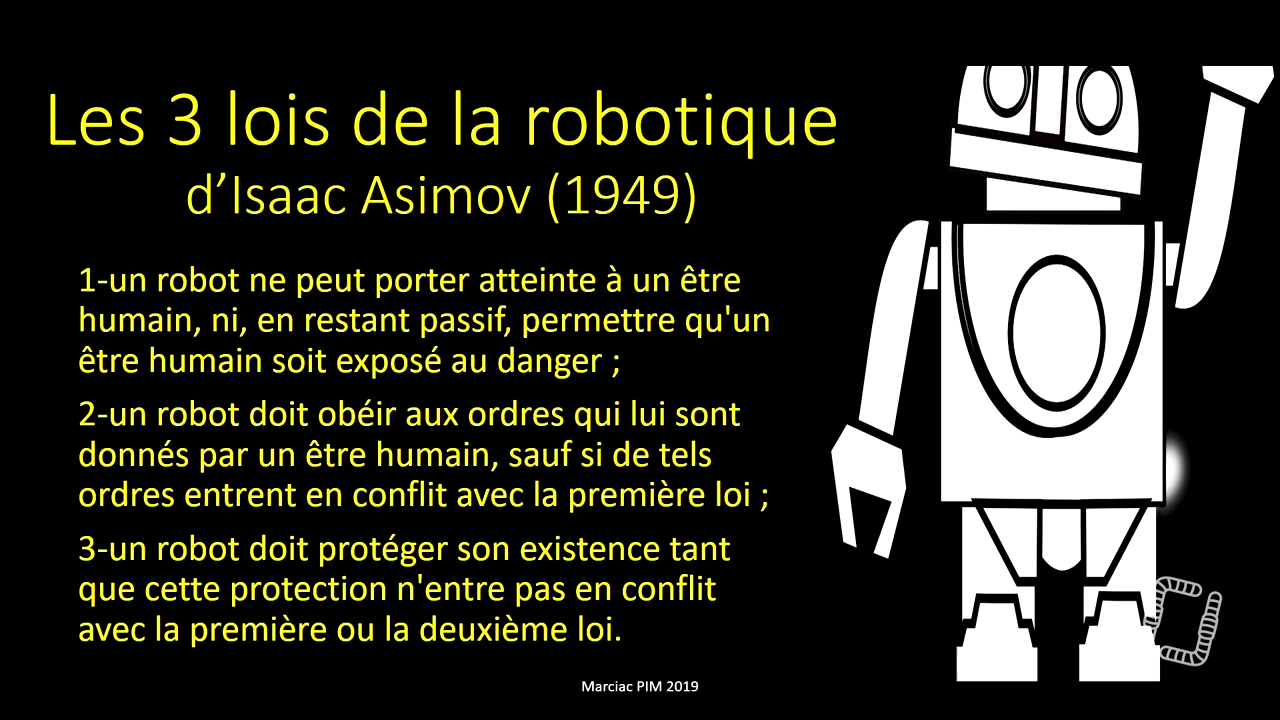 Les 3 lois de la robotique
d’Isaac Asimov (1949)
1-un robot ne peut porter atteinte à un être
humain, ni, en restant passif, permettre qu'un
être humain soit exposé au danger ;
2-un robot doit obéir aux ordres qui lui sont
donnés par un être humain, sauf si de tels
ordres entrent en conflit avec la première loi ;
3-un robot doit protéger son existence tant
que cette protection n'entre pas en conflit
avec la première ou la deuxième loi.
Marciac PIM 2019